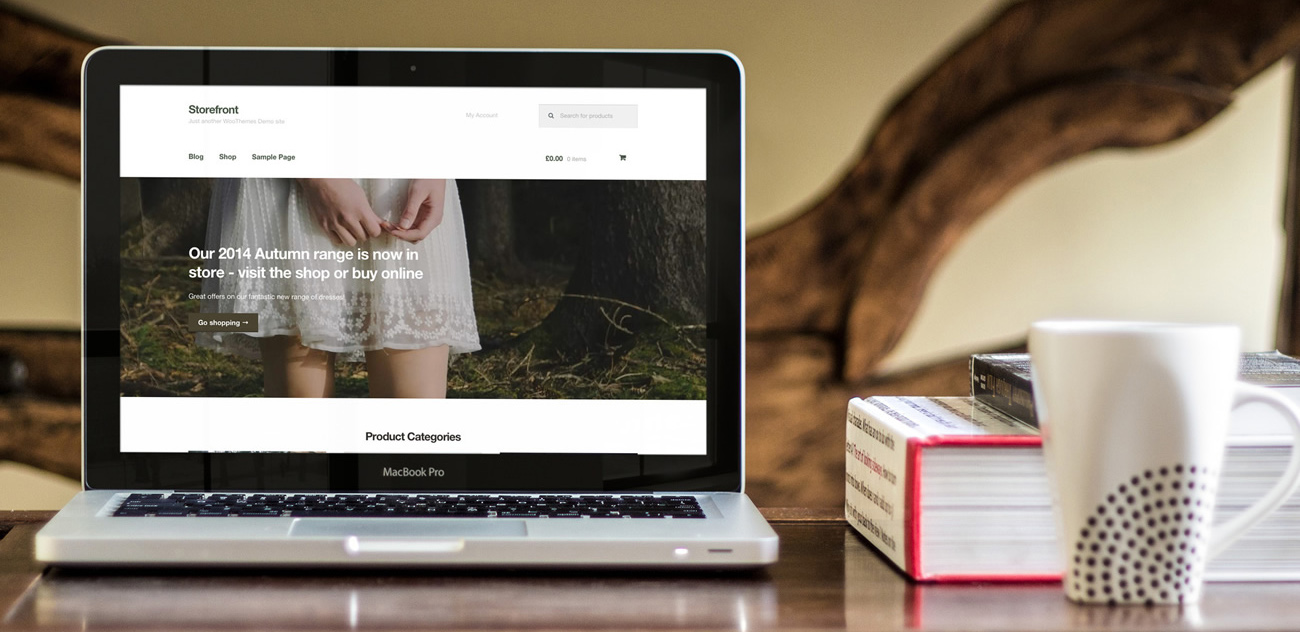 Storefront
Just another WooThemes Demo site
My Account
Search for products
Blog Shop Sample Page
£0.00 0 items
Our 2014 Autumn range is now in
store - visit the shop or buy online
Great offers on our fantastic new range of dresses
Go shopping →
Product Categories
MacBook Pro